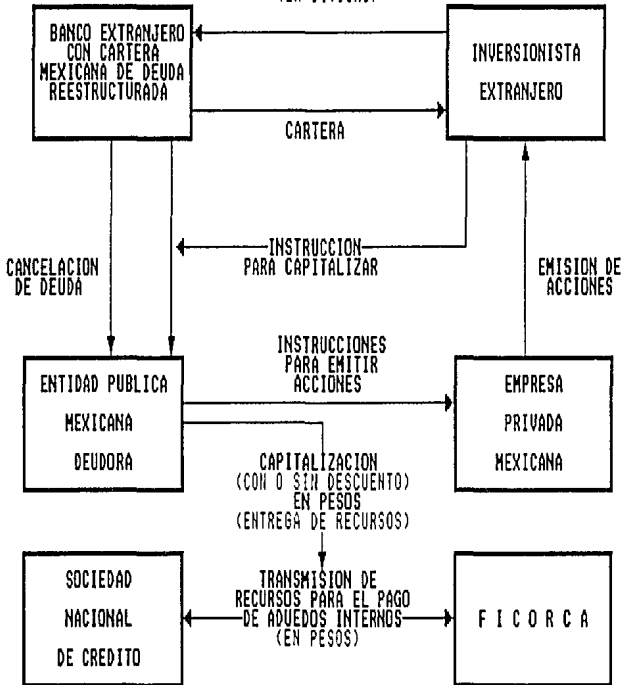 BANCO EXTRANJERO
CON CARTERA
MEXICANA DE DEUDA
REESTRUCTURADA
INVERSIONISTA
EXTRANJERO
CARTERA
INSTRUCCION
PARA CAPITALIZAR
CANCELACION
DE DEUDA
EMISION DE
ACCIONES
ENTIDAD PUBLICA
MEXICANA
DEUDORA
INSTRUCCIONES
PARA EMITIR
ACCIONES
EMPRESA
PRIVADA
MEXICANA
CAPITALIZACION
(CON O SIN DESCUENTO)
EN PESOS
(ENTREGA DE RECURSOS)
SOCIEDAD
NACIONAL
DE CREDITO
TRANSMISION DE
RECURSOS PARA EL PAGO
DE ADUEDOS INTERNOS
(EN PESOS)
F I C O R C A